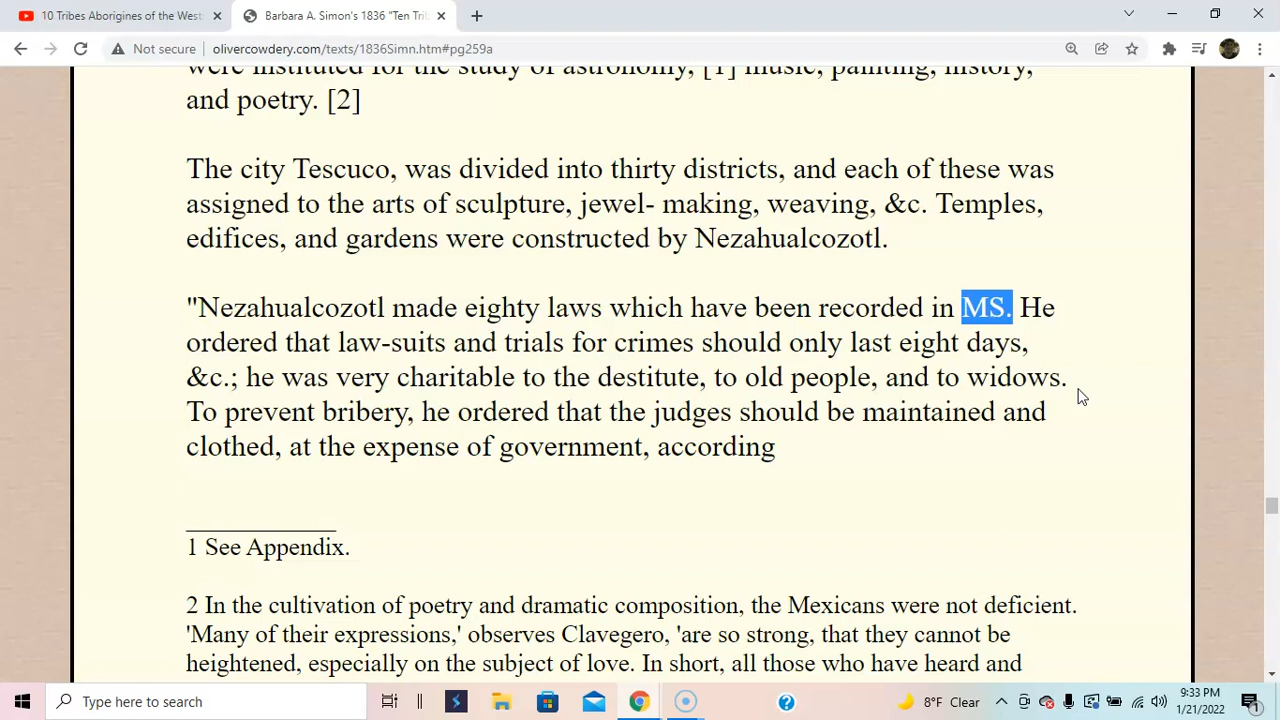 10 Tribes Aborigines of the West
Barbara A. Simon's 1836 "Ten Trib
Not secure
olivercowdery.com/texts/1836Simn.htm#pg259a
were instituted for the study of astronomy, [1] music, painting, history,
and poetry. [2]
The city Tescuco, was divided into thirty districts, and each of these was
assigned to the arts of sculpture, jewel- making, weaving, &c. Temples,
edifices, and gardens were constructed by Nezahualcozotl.
"Nezahualcozotl made eighty laws which have been recorded in MS. He
ordered that law-suits and trials for crimes should only last eight days,
&c.; he was very charitable to the destitute, to old people, and to widows.
To prevent bribery, he ordered that the judges should be maintained and
clothed, at the expense of government, according
1 See Appendix.
2 In the cultivation of poetry and dramatic composition, the Mexicans were not deficient.
'Many of their expressions,' observes Clavegero, 'are so strong, that they cannot be
heightened, especially on the subject of love. In short, all those who have heard and
Type here to search
8°F Clear
9:33 PM
1/21/2022